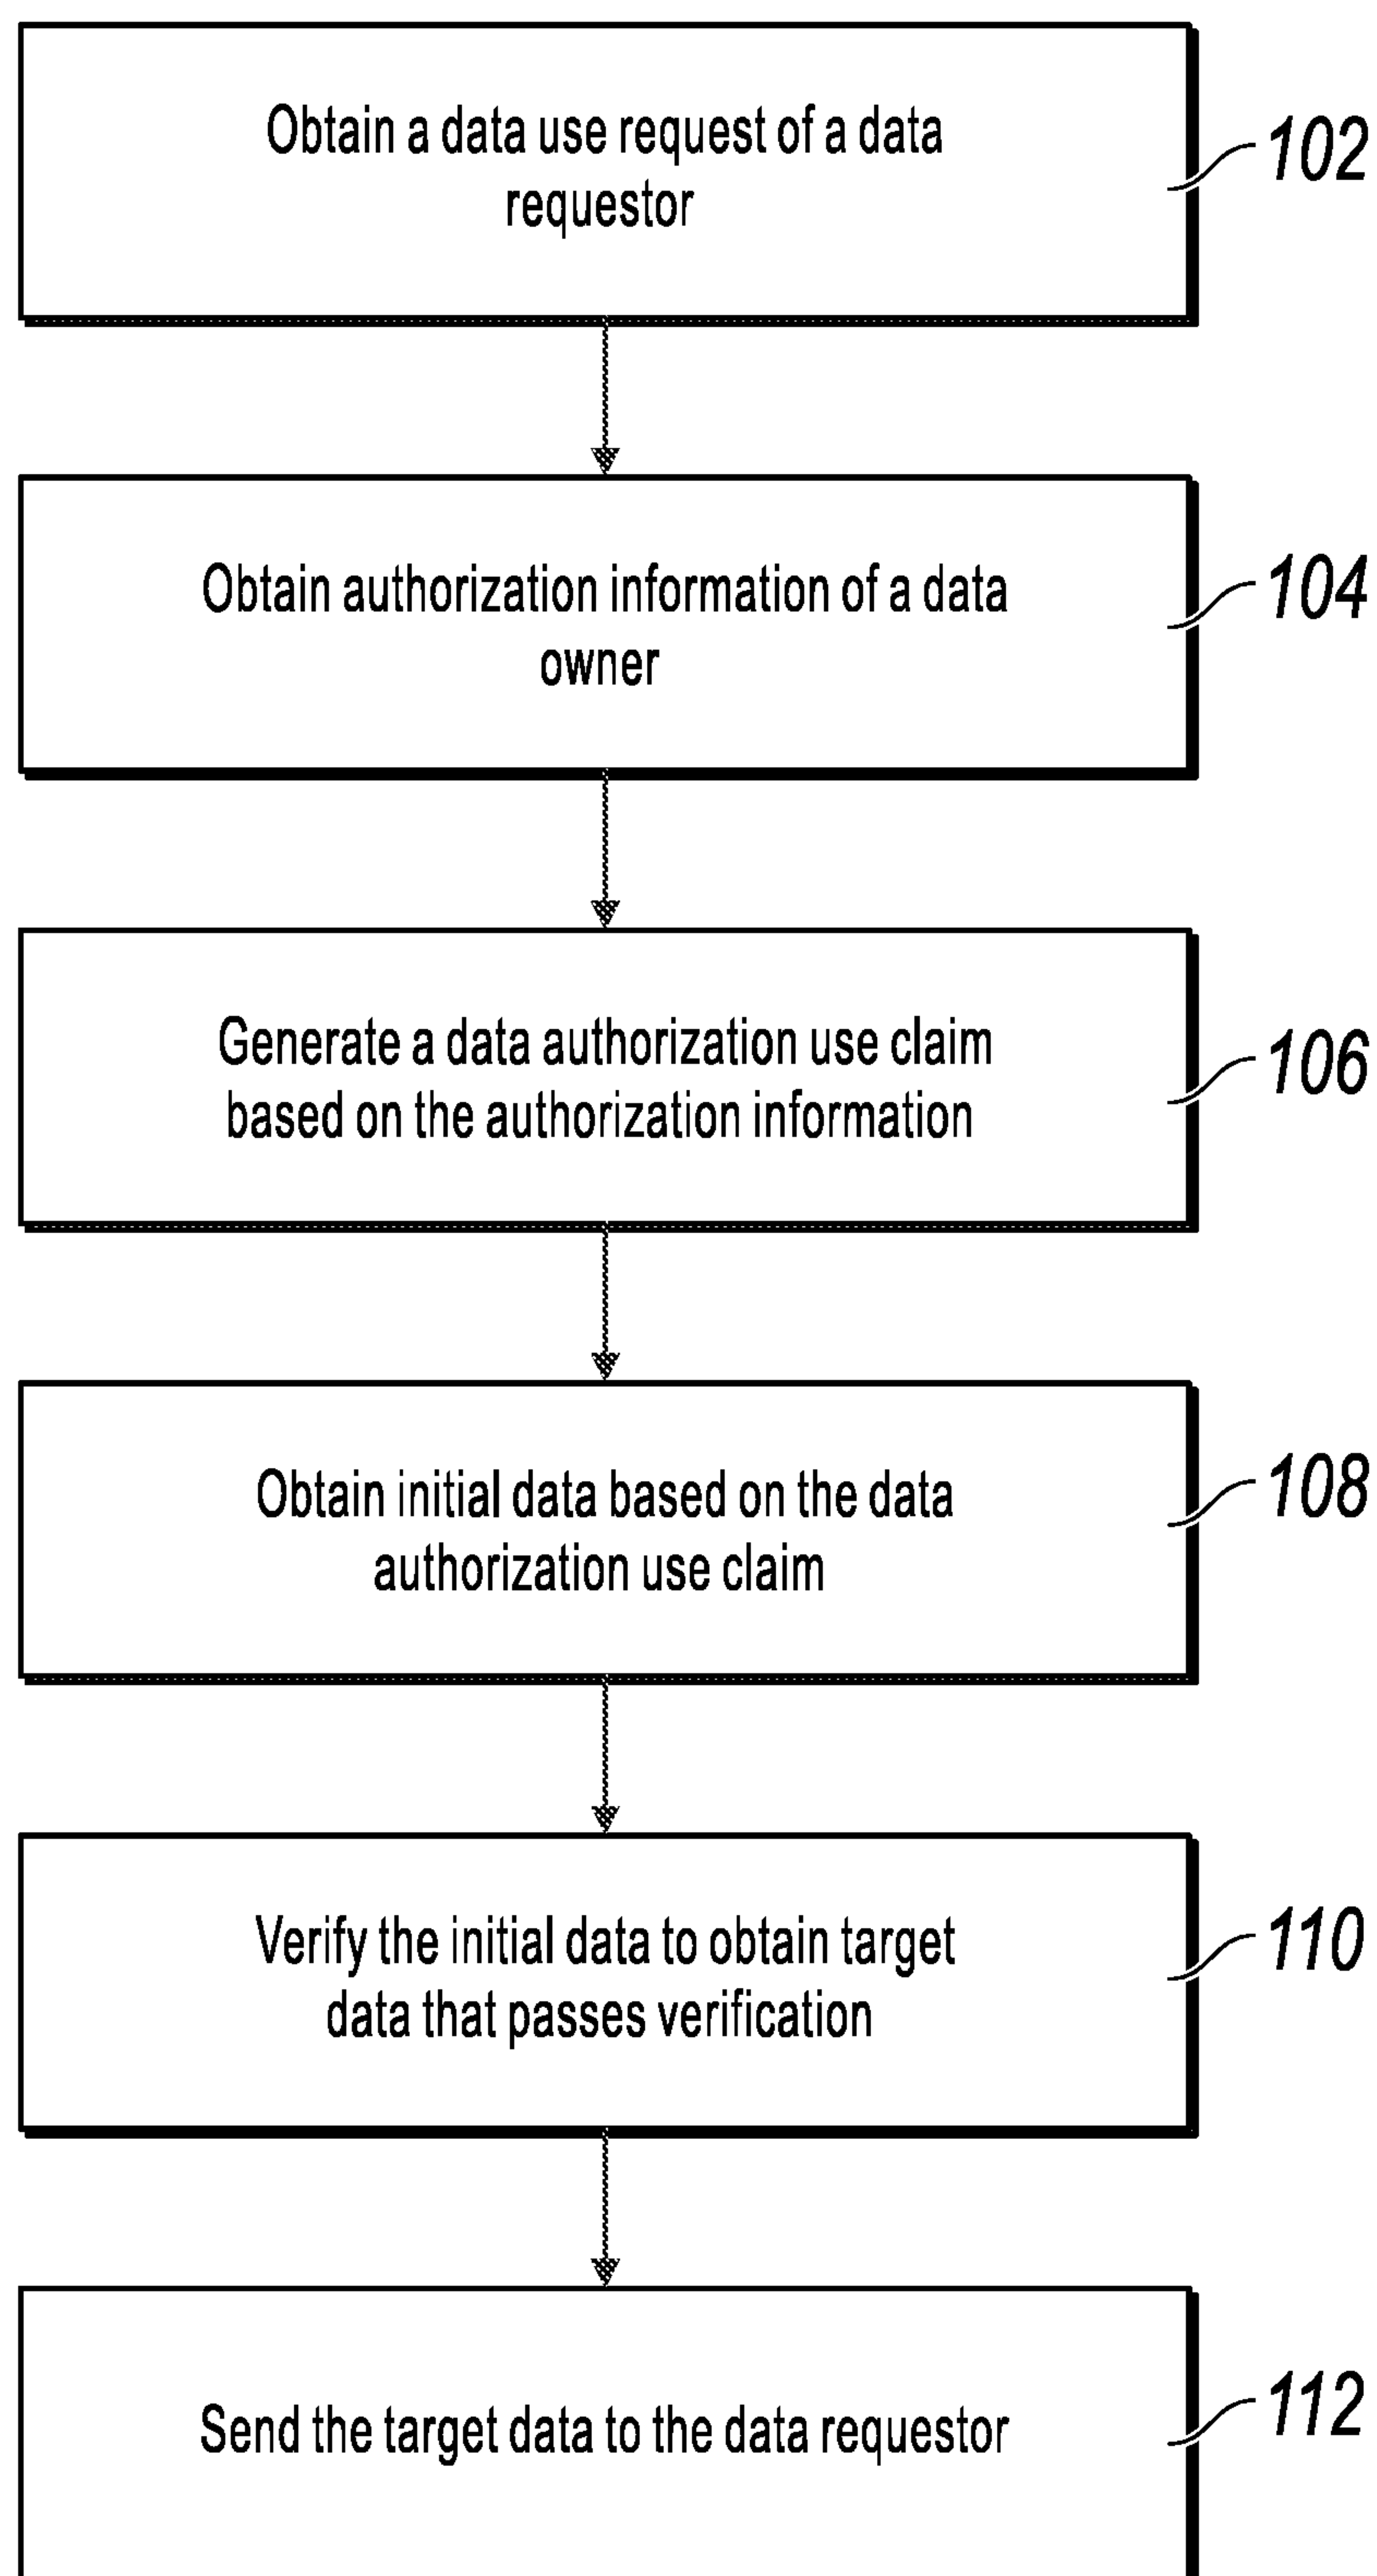 Obtain a data use request of a data
requestor
102
Obtain authorization information of a data
owner
104
Generate a data authorization use claim
based on the authorization information
106
Obtain initial data based on the data
authorization use claim
108
Verify the initial data to obtain target
data that passes verification
110
Send the target data to the data requestor
112